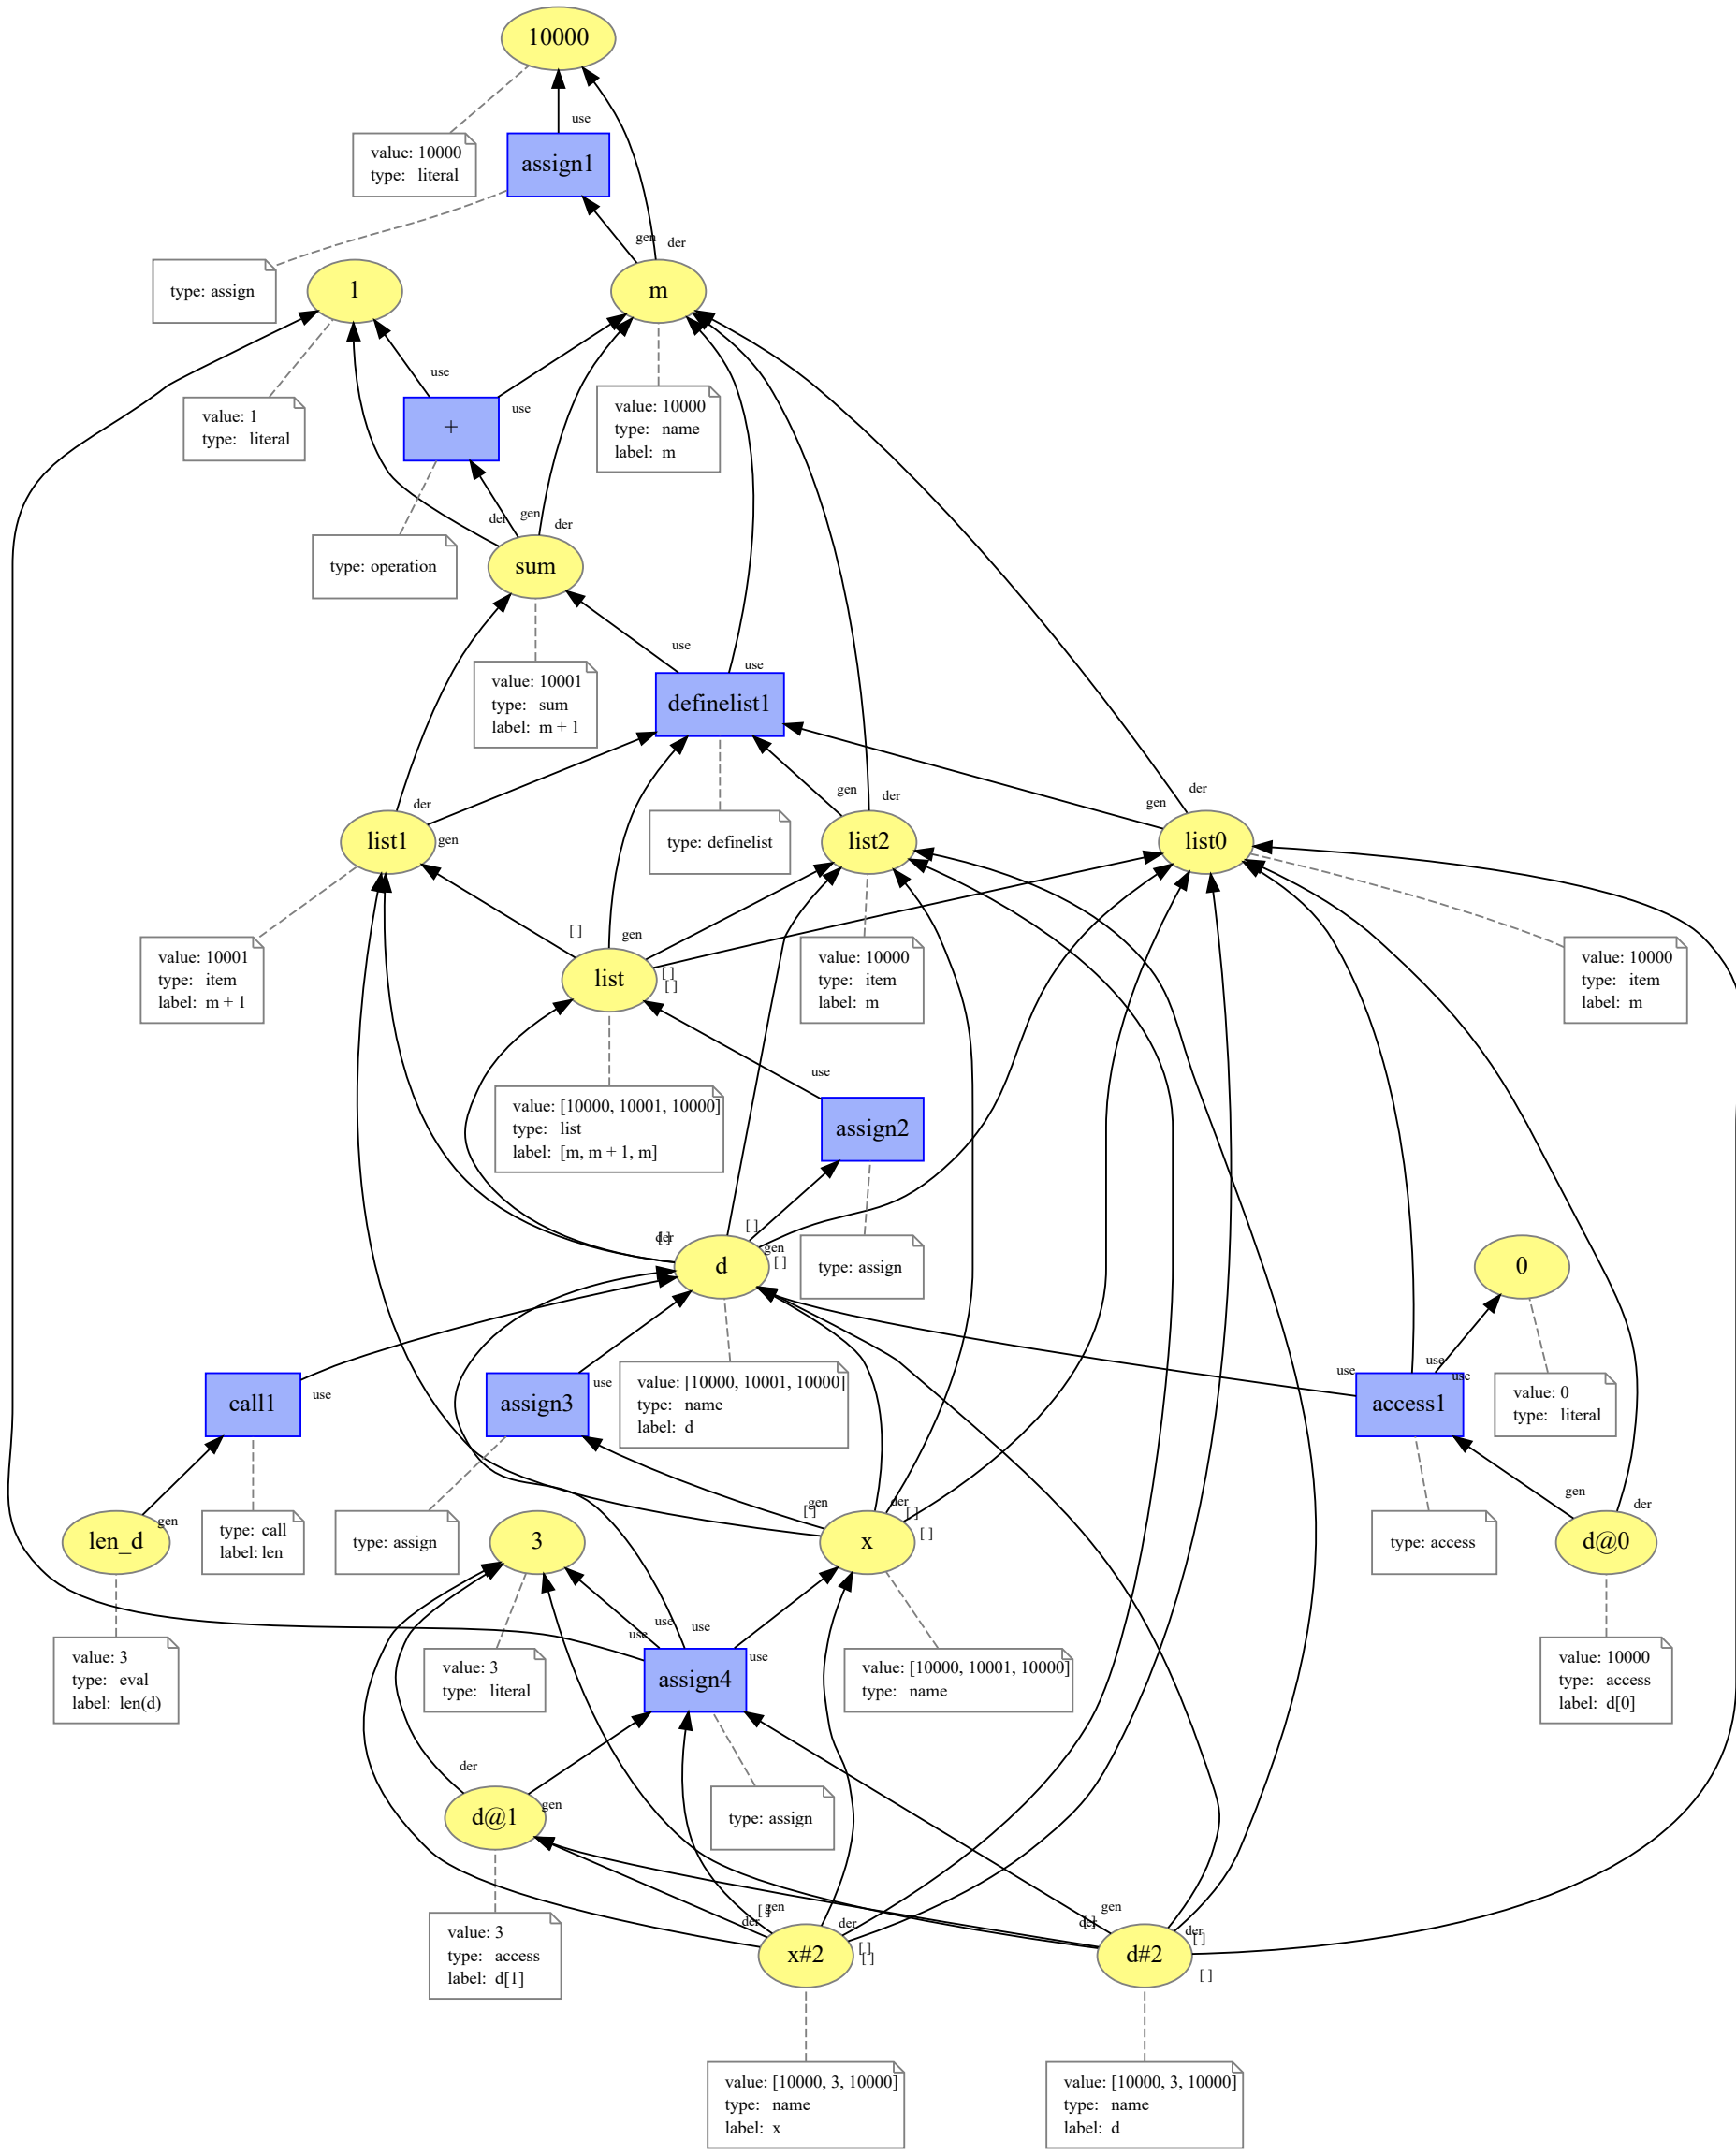 10000
use
value: 10000
type: literal
assign1
gen
der
type: assign
1
m
use
use
value: 1
type: literal
+
value: 10000
type: name
label: m
der
gen
der
type: operation
sum
use
use
value: 10001
type: sum
label: m + 1
definelist1
der
gen
gen
der
gen
der
list1
type: definelist
list2
list0
[ ]
gen
[ ]
[ ]
value: 10001
type: item
label: m + 1
list
value: 10000
type: item
label: m
value: 10000
type: item
label: m
use
value: [10000, 10001, 10000]
type: list
label: [m, m + 1, m]
assign2
[ ]
der
[ ]
gen
[ ]
d
type: assign
0
use
use
use
use
use
call1
assign3
value: [10000, 10001, 10000]
type: name
label: d
access1
value: 0
type: literal
gen
[ ]
gen
der
[ ]
[ ]
gen
der
len_d
type: call
label: len
type: assign
3
x
type: access
d@0
use
use
use
use
value: 3
type: eval
label: len(d)
value: 3
type: literal
assign4
value: [10000, 10001, 10000]
type: name
value: 10000
type: access
label: d[0]
der
gen
d@1
type: assign
der
[ ]
gen
der
[ ]
[ ]
der
[ ]
gen
der
[ ]
[ ]
value: 3
type: access
label: d[1]
x#2
d#2
value: [10000, 3, 10000]
type: name
label: x
value: [10000, 3, 10000]
type: name
label: d